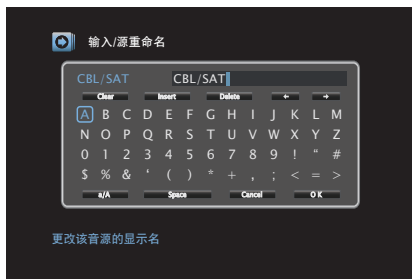 输入/源重命名
CBL/SAT CBL/SAT
Clear Insert Delete ← →
A B C D E F G H I J K L M
N O P Q R S T U V W X Y Z
0 1 2 3 4 5 6 7 8 9 ! “ #
$ % & ‘ ( ) * + , ; < = >
a/A Space Cancel OK
更改该音源的显示名